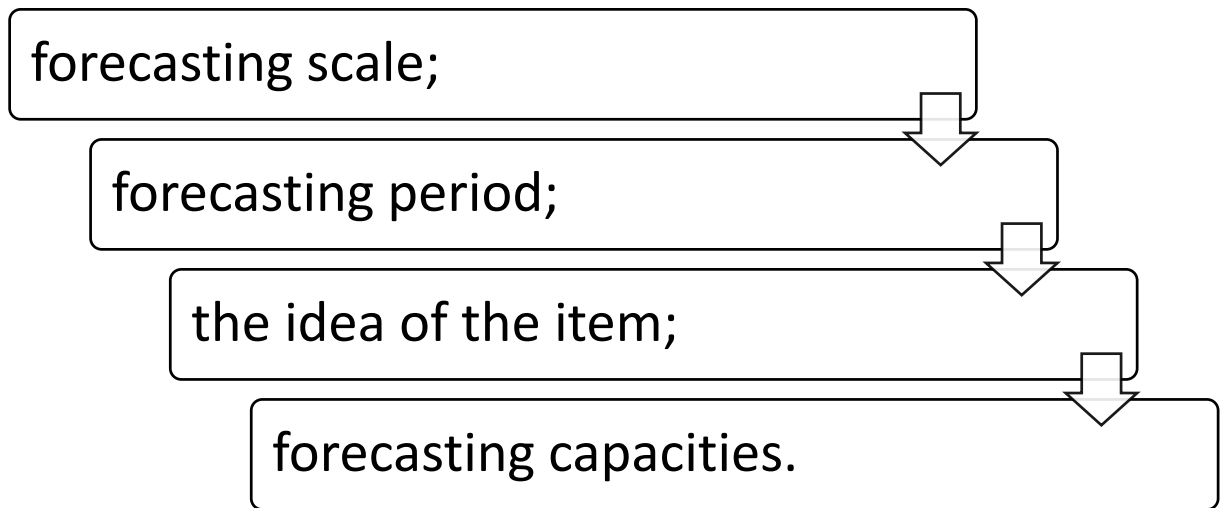 forecasting scale;
forecasting period;
the idea of the item;
forecasting capacities.